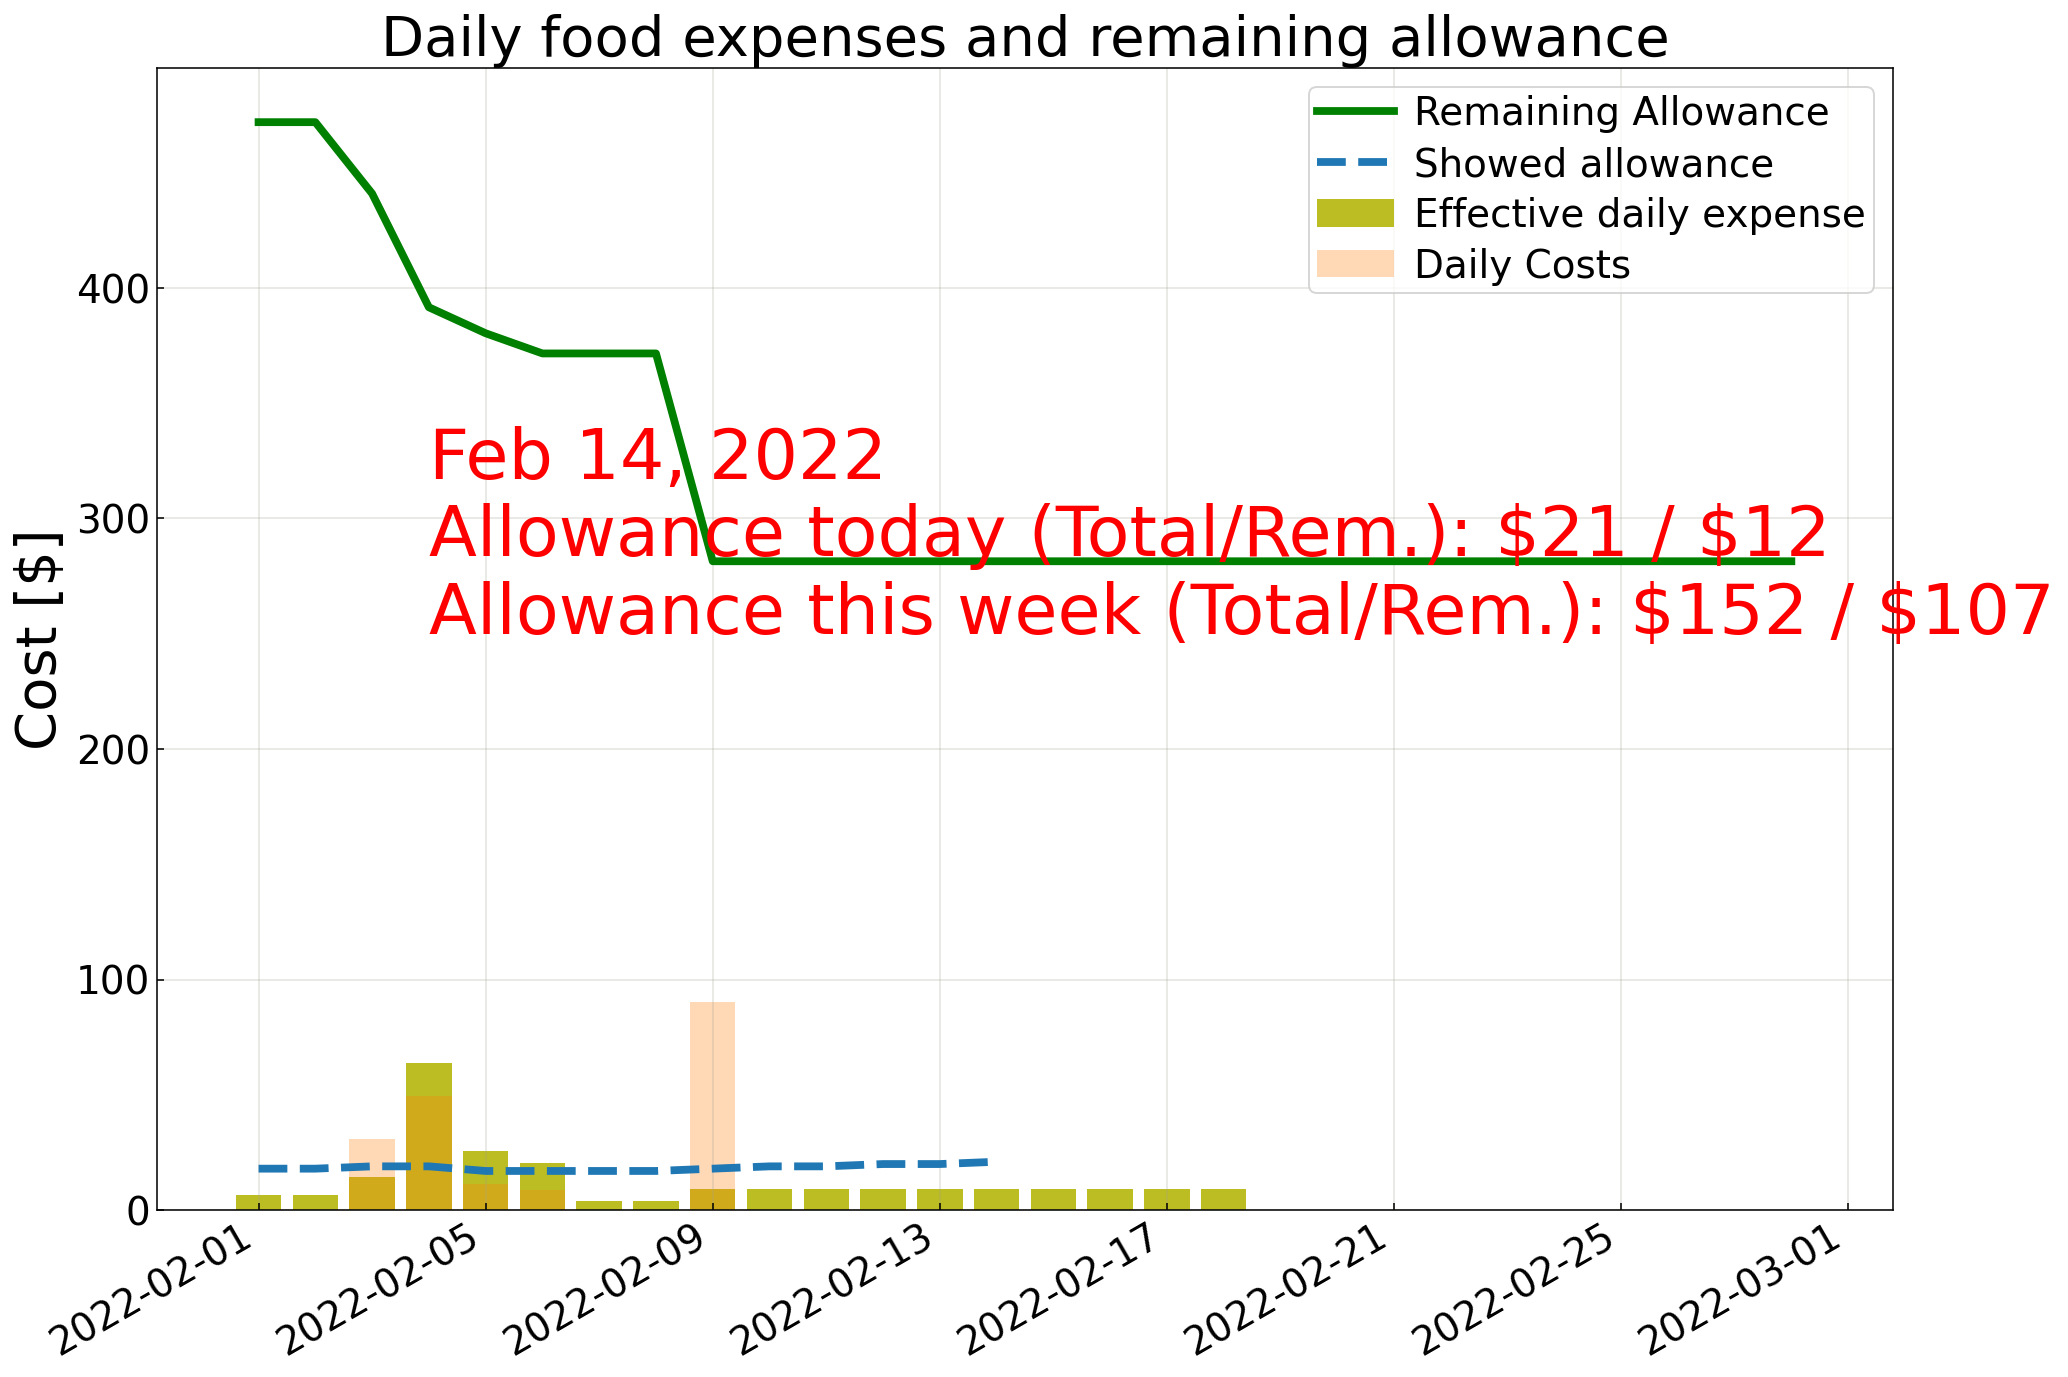 Daily food expenses and remaining allowance
Remaining Allowance
Showed allowance
Effective daily expense
Daily Costs
400
300
200
100
0
Cost [$]
Feb 14, 2022
Allowance today (Total/Rem.): $21 / $12
Allowance this week (Total/Rem.): $152 / $107
2022-02-01
2022-02-05
2022-02-09
2022-02-13
2022-02-17
2022-02-21
2022-02-25
2022-03-01